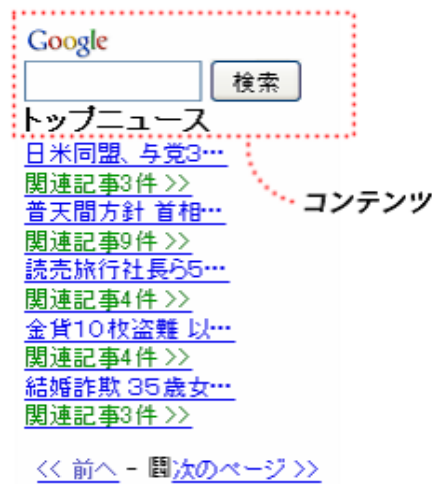 Google
検索
トップニュース
日米同盟、与党3…
関連記事3件 >>
コンテンツ
普天間方針 首相…
関連記事9件 >>
読売旅行社長ら5…
関連記事4件 >>
金貨10枚盗難 以…
関連記事4件 >>
結婚詐欺 35歳女…
関連記事3件 >>
<< 前へ - 次のページ >>